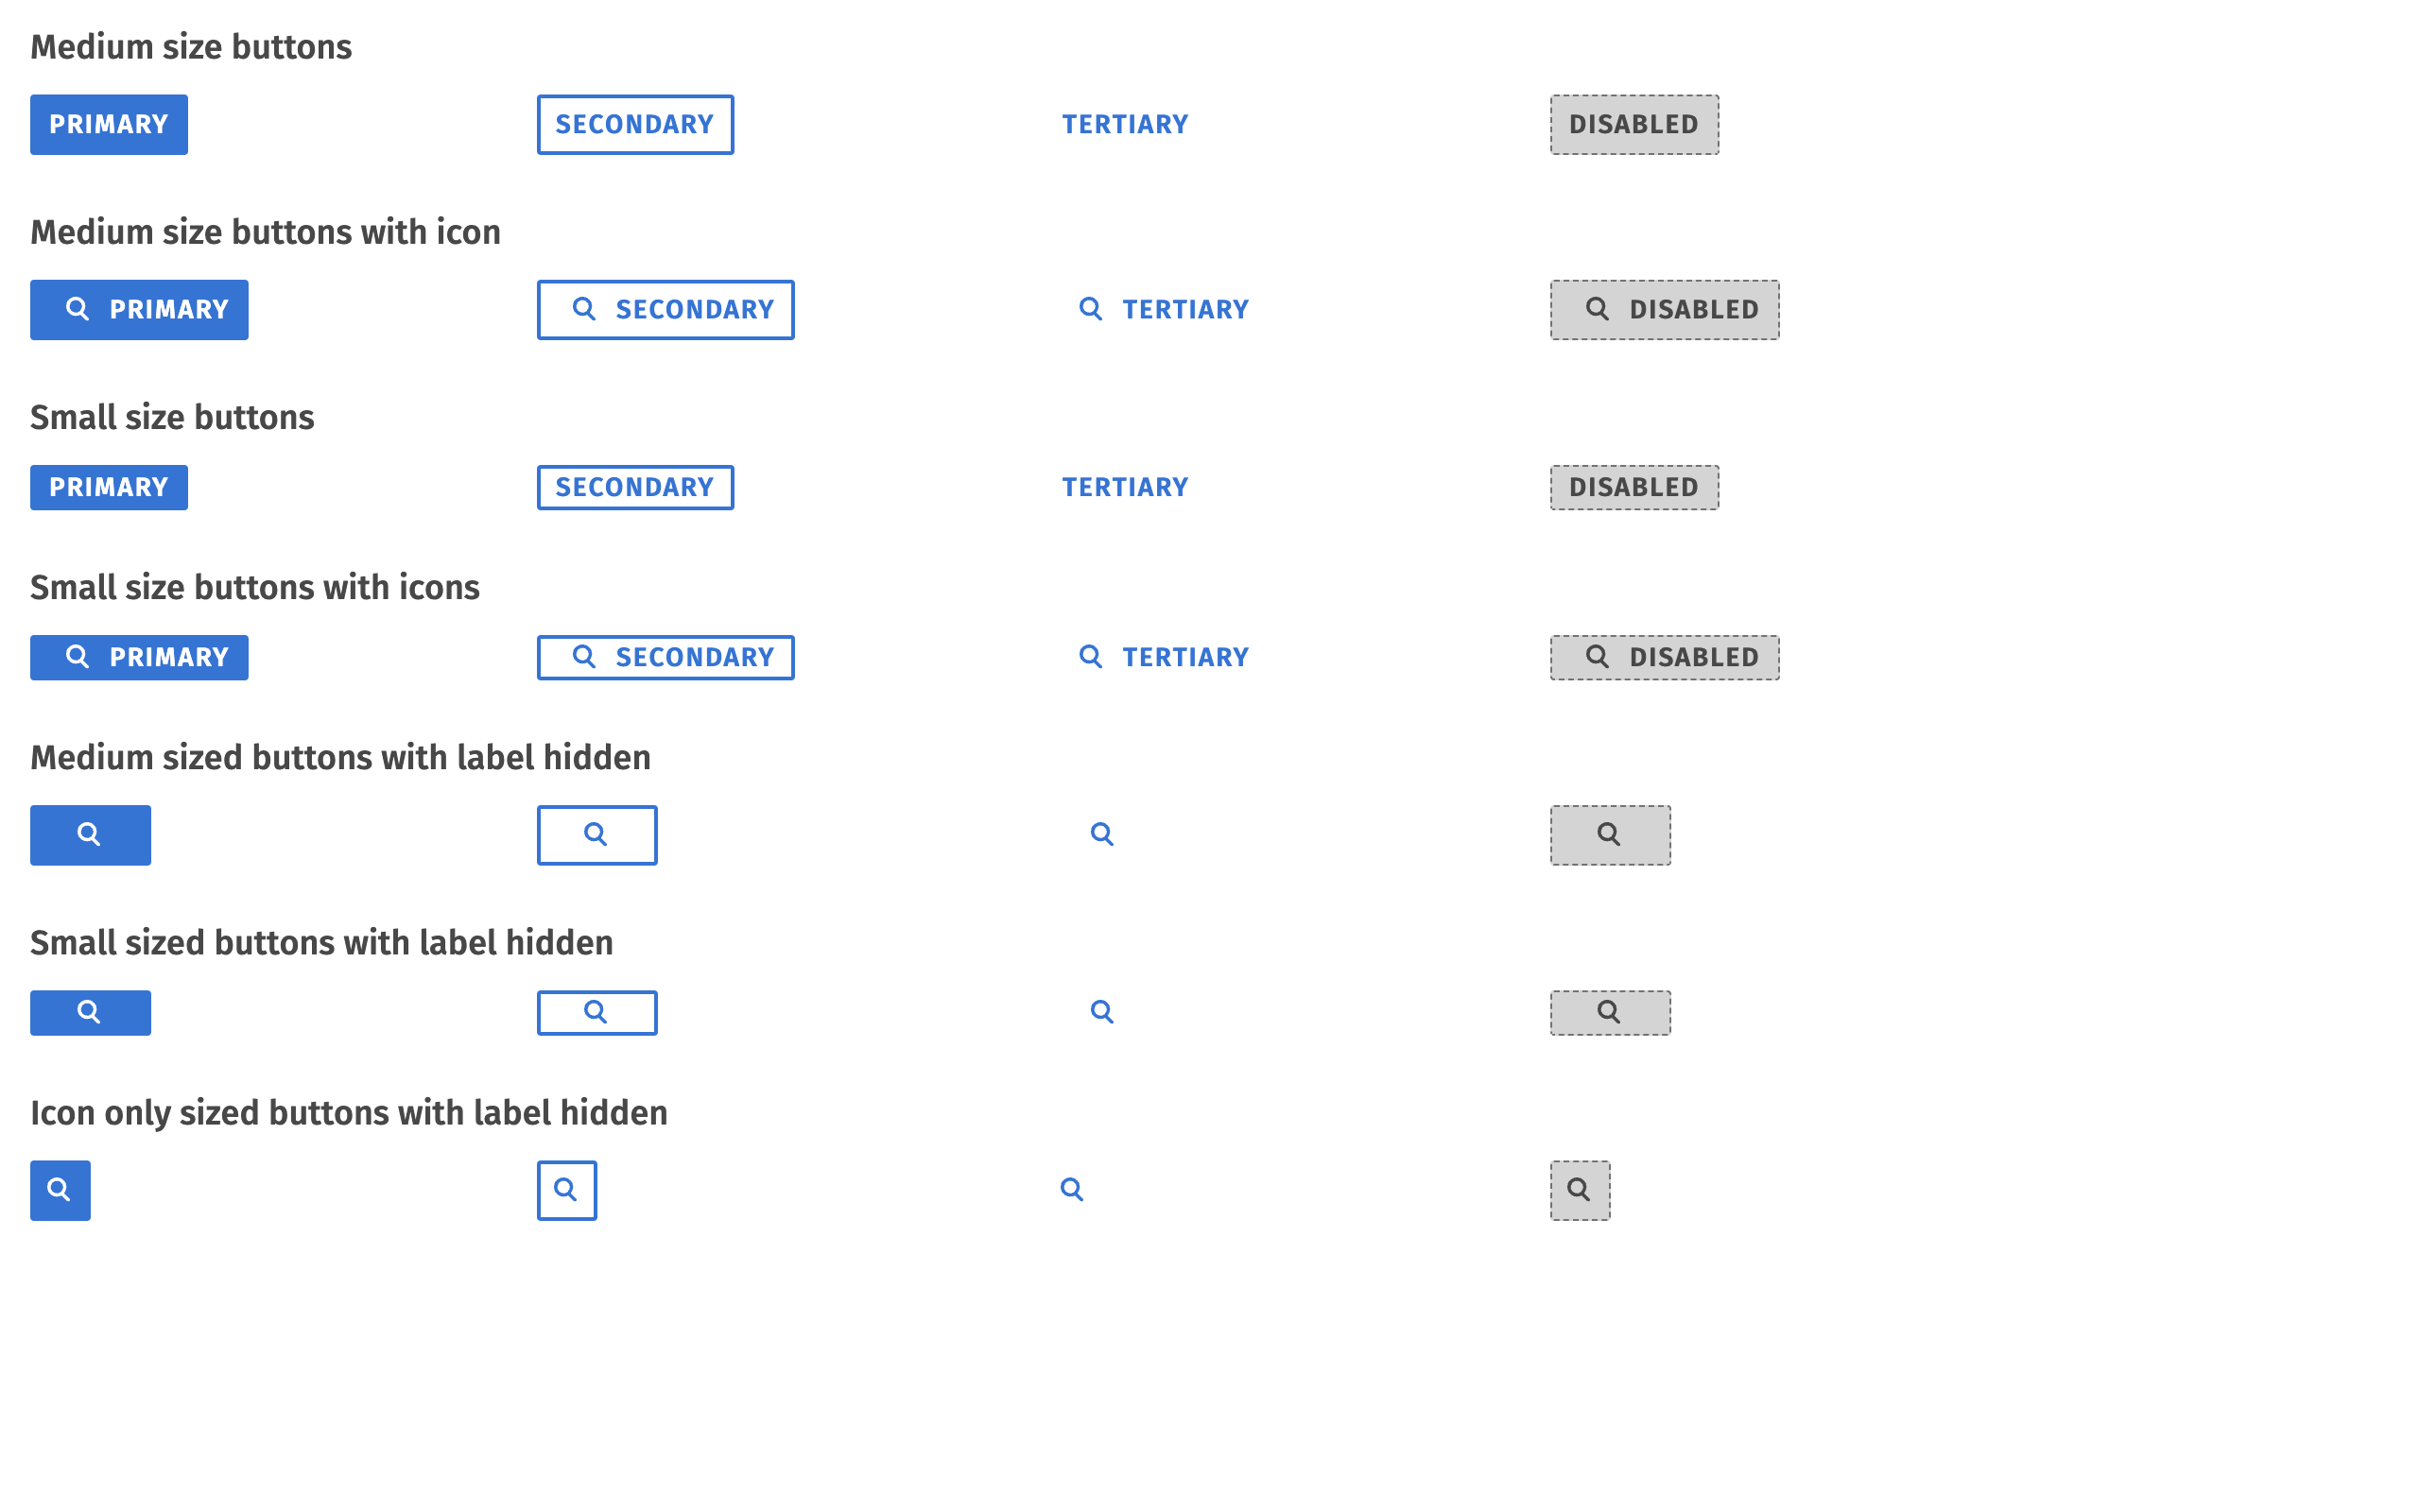 Medium size buttons
PRIMARY SECONDARY TERTIARY DISABLED
Medium size buttons with icon
PRIMARY SECONDARY TERTIARY DISABLED
Small size buttons
PRIMARY SECONDARY TERTIARY DISABLED
Small size buttons with icons
PRIMARY SECONDARY TERTIARY DISABLED
Medium sized buttons with label hidden
Small sized buttons with label hidden
Icon only sized buttons with label hidden